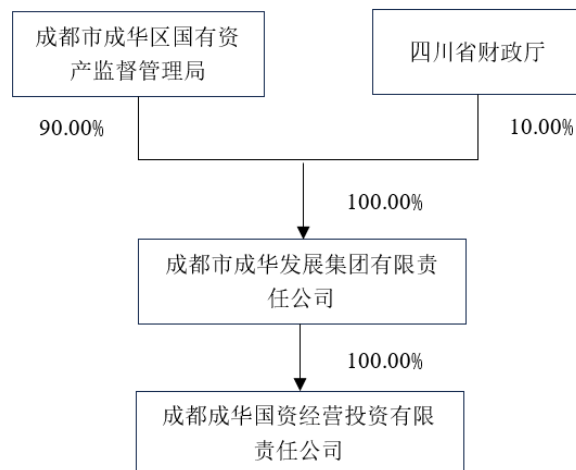 成都市成华区国有资
产监督管理局
四川省财政厅
90.00%
10.00%
100.00%
成都市成华发展集团有限责
任公司
100.00%
成都成华国资经营投资有限
责任公司